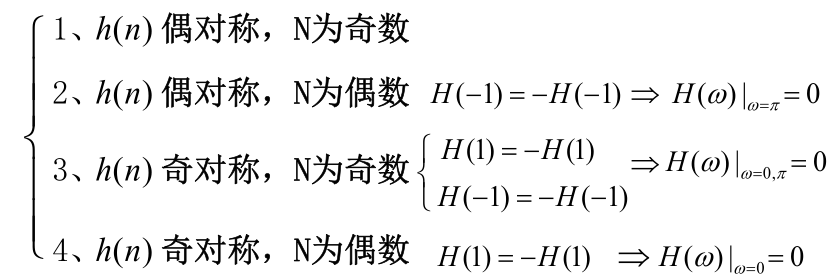 1、h(n) 偶对称，N为奇数
2、h(n) 偶对称，N为偶数 H(−1) = −H(−1) ⇒ H(ω)|ω=π = 0
3、h(n) 奇对称，N为奇数 { H(1) = −H(1)
H(−1) = −H(−1) ⇒ H(ω)|ω=0,π = 0
4、h(n) 奇对称，N为偶数 H(1) = −H(1) ⇒ H(ω)|ω=0 = 0